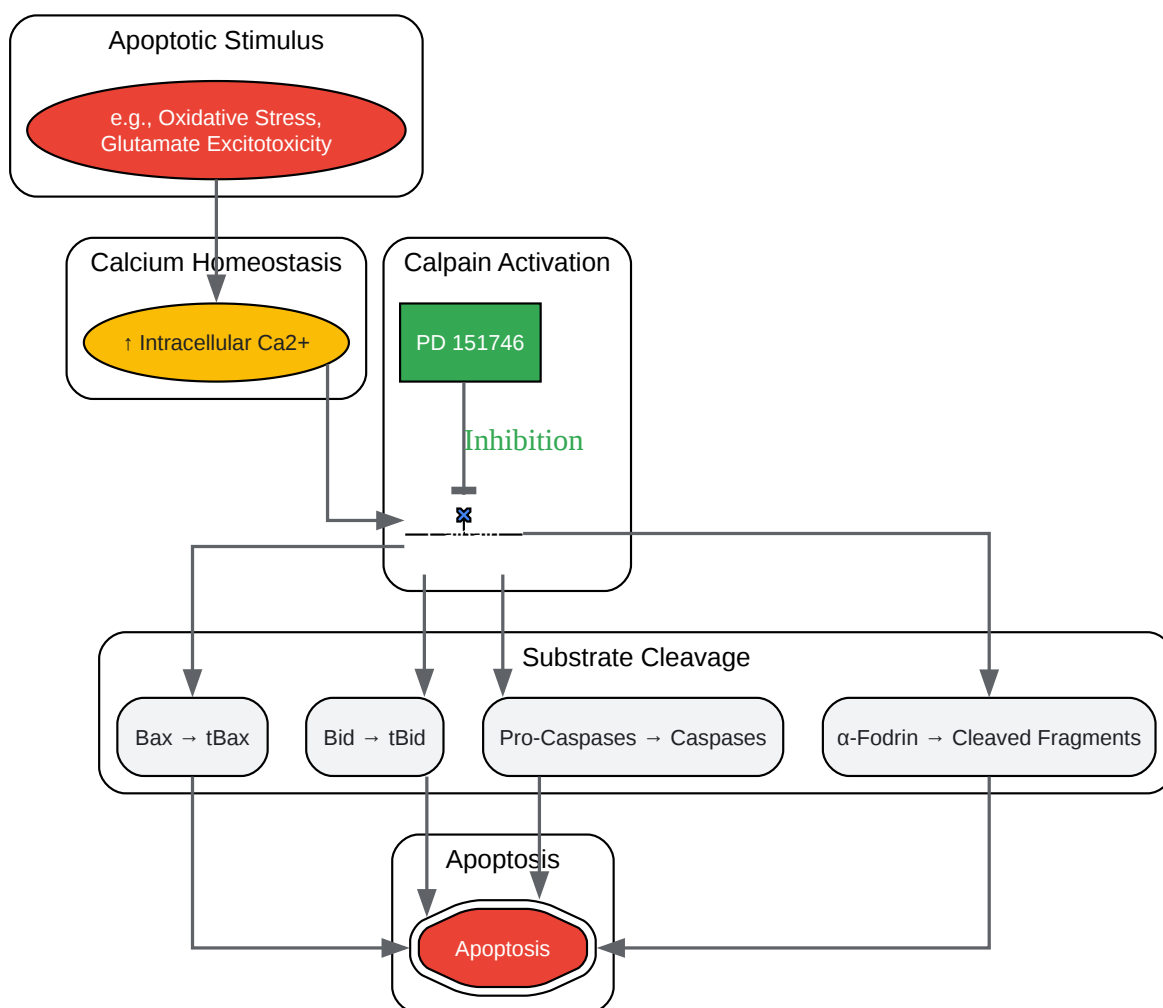 Apoptotic Stimulus
e.g., Oxidative Stress,
Glutamate Excitotoxicity
Calcium Homeostasis
Calpain Activation
↑ Intracellular Ca2+
PD 151746
Inhibition
Substrate Cleavage
Bax → tBax
Bid → tBid
Pro-Caspases → Caspases
α-Fodrin → Cleaved Fragments
Apoptosis
Apoptosis